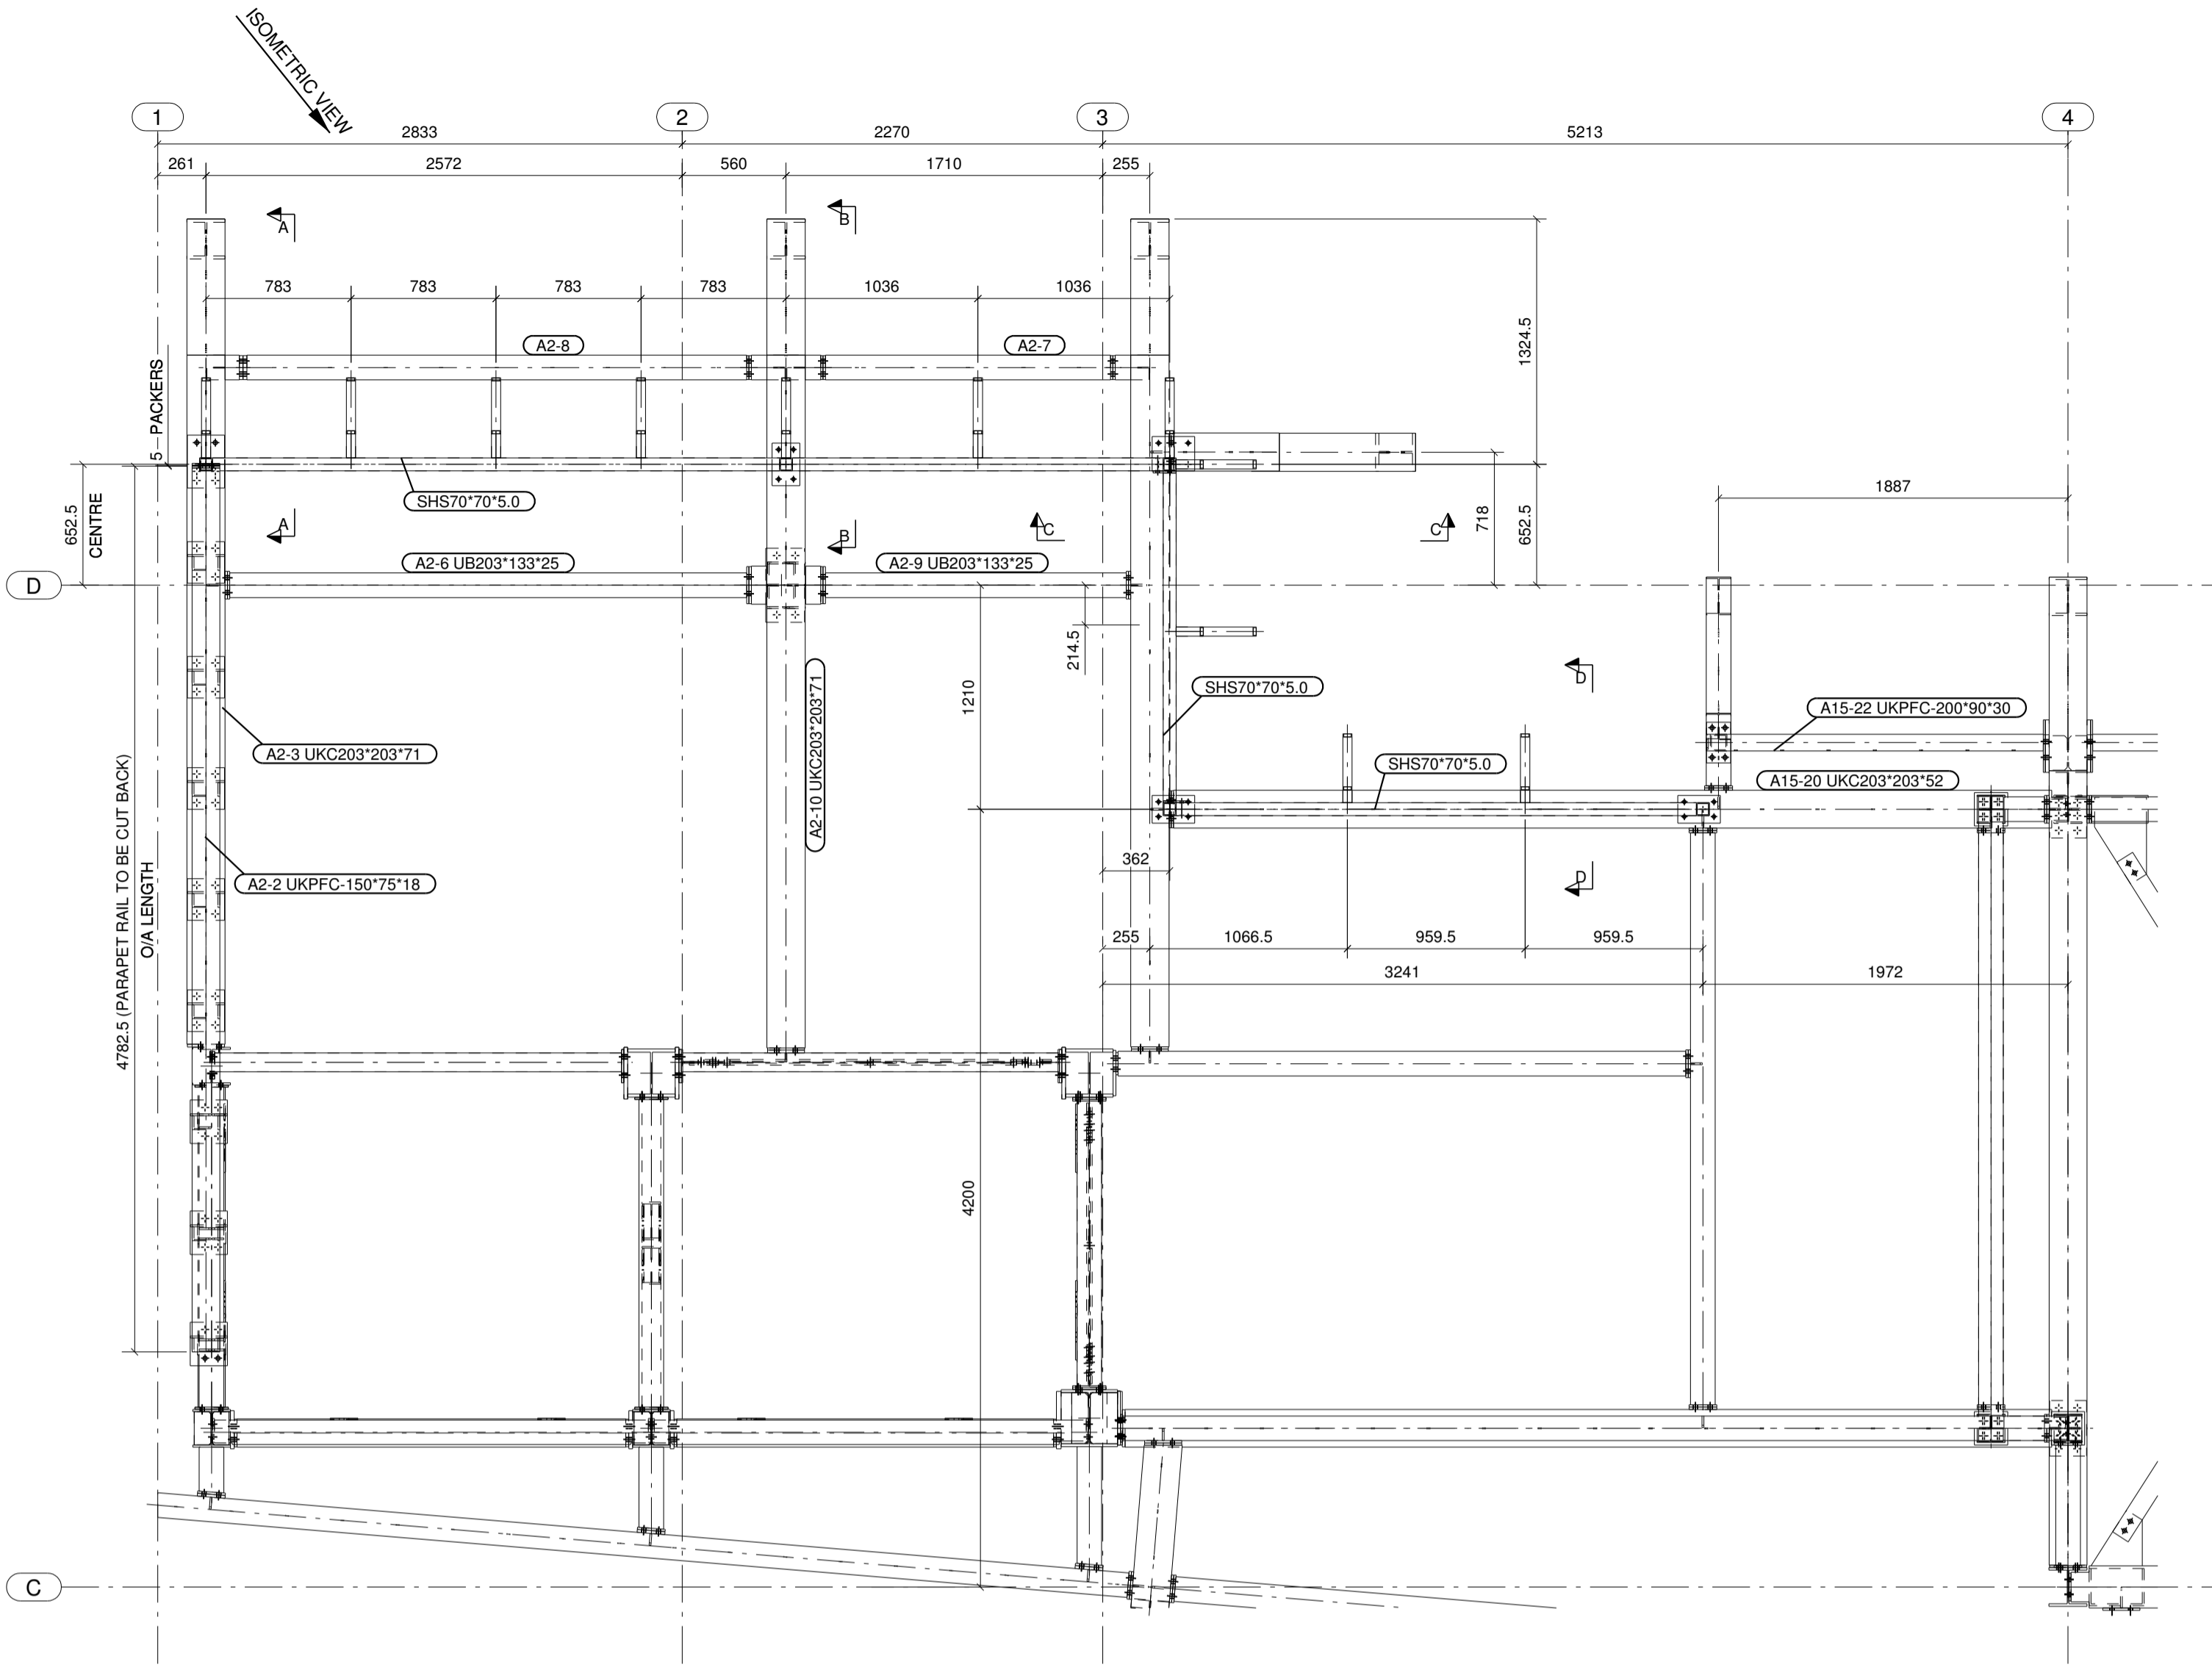 ISOMETRIC VIEW
1
2
3
4
2833
2270
5213
261
2572
560
1710
255
A
B
783
783
783
783
1036
1036
A2-8
A2-7
1324.5
5
PACKERS
SHS70*70*5.0
652.5
CENTRE
A
B
C
C
718
652.5
1887
A2-6 UB203*133*25
A2-9 UB203*133*25
D
214.5
1210
D
SHS70*70*5.0
A15-22 UKPFC-200*90*30
A2-3 UKC203*203*71
A2-10 UKC203*203*71
SHS70*70*5.0
A15-20 UKC203*203*52
4782.5 (PARAPET RAIL TO BE CUT BACK)
O/A LENGTH
A2-2 UKPFC-150*75*18
362
D
255
1066.5
959.5
959.5
3241
1972
4200
C